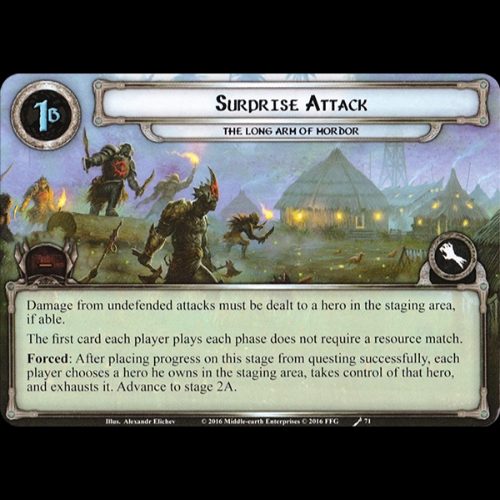 1B
SURPRISE ATTACK
THE LONG ARM OF MORDOR
Damage from undefended attacks must be dealt to a hero in the staging area,
if able.
The first card each player plays each phase does not require a resource match.
Forced: After placing progress on this stage from questing successfully, each
player chooses a hero he owns in the staging area, takes control of that hero,
and exhausts it. Advance to stage 2A.
Illus. Alexandr Elichev © 2016 Middle-earth Enterprises © 2016 FFG 71